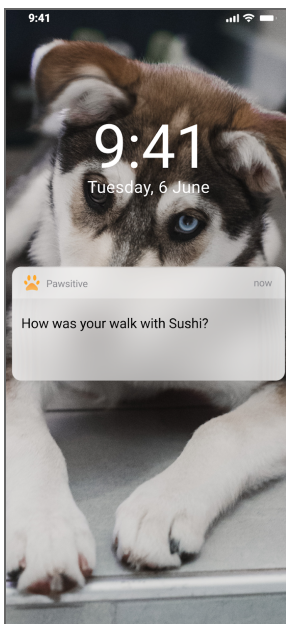 9:41
9:41
Tuesday, 6 June
Pawsitive now
How was your walk with Sushi?